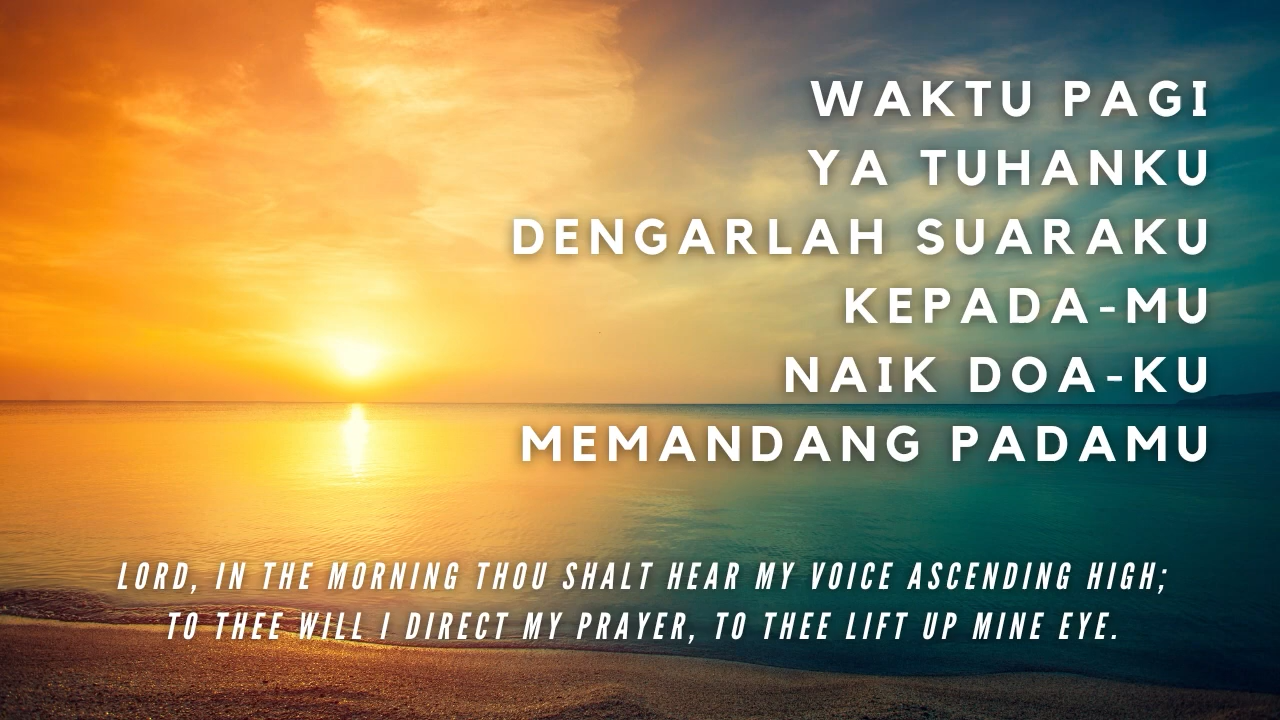 WAKTU PAGI
YA TUHANKU
DENGARLAH SUARAKU
KEPADA-MU
NAIK DOA-KU
MEMANDANG PADAMU
LORD, IN THE MORNING THOU SHALT HEAR MY VOICE ASCENDING HIGH;
TO THEE WILL I DIRECT MY PRAYER, TO THEE LIFT UP MINE EYE.